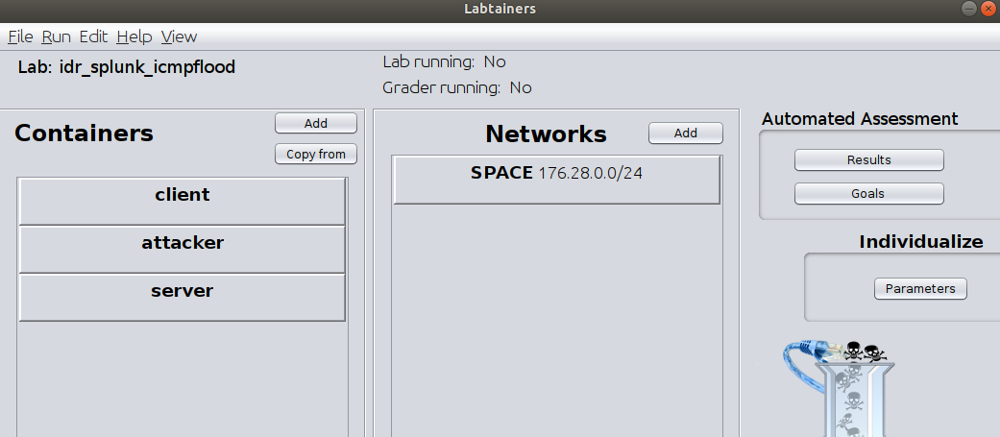 Labtainers
File Run Edit Help View
Lab: idr_splunk_icmpflood
Lab running: No
Grader running: No
Containers
Add
Copy from
client
attacker
server
Networks
Add
SPACE 176.28.0.0/24
Automated Assessment
Results
Goals
Individualize
Parameters